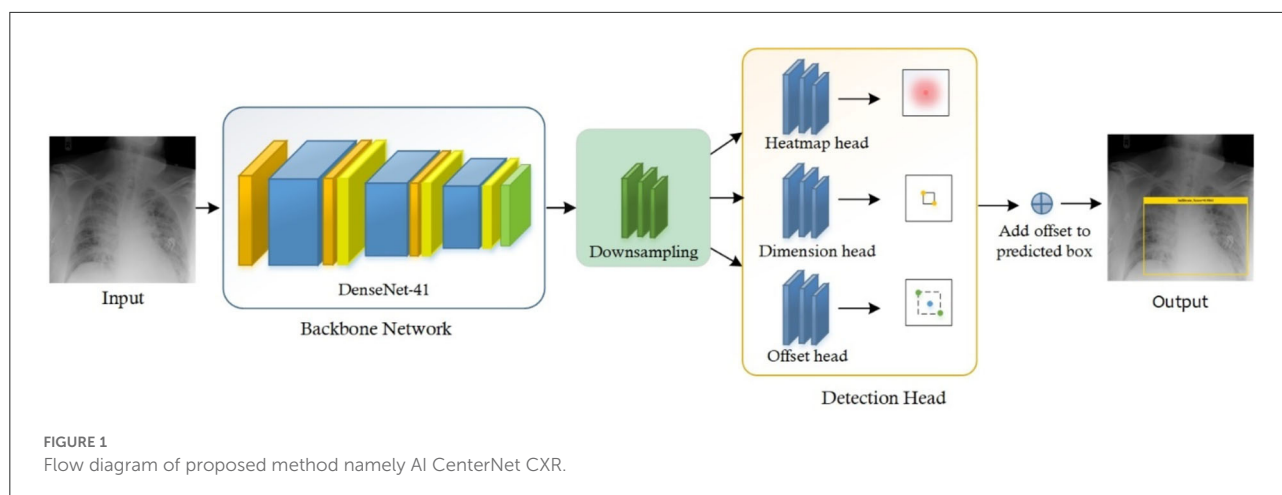 Input
DenseNet-41
Backbone Network
Downsampling
Heatmap head
Dimension head
Offset head
Detection Head
Add offset to
predicted box
Output
FIGURE 1
Flow diagram of proposed method namely AI CenterNet CXR.